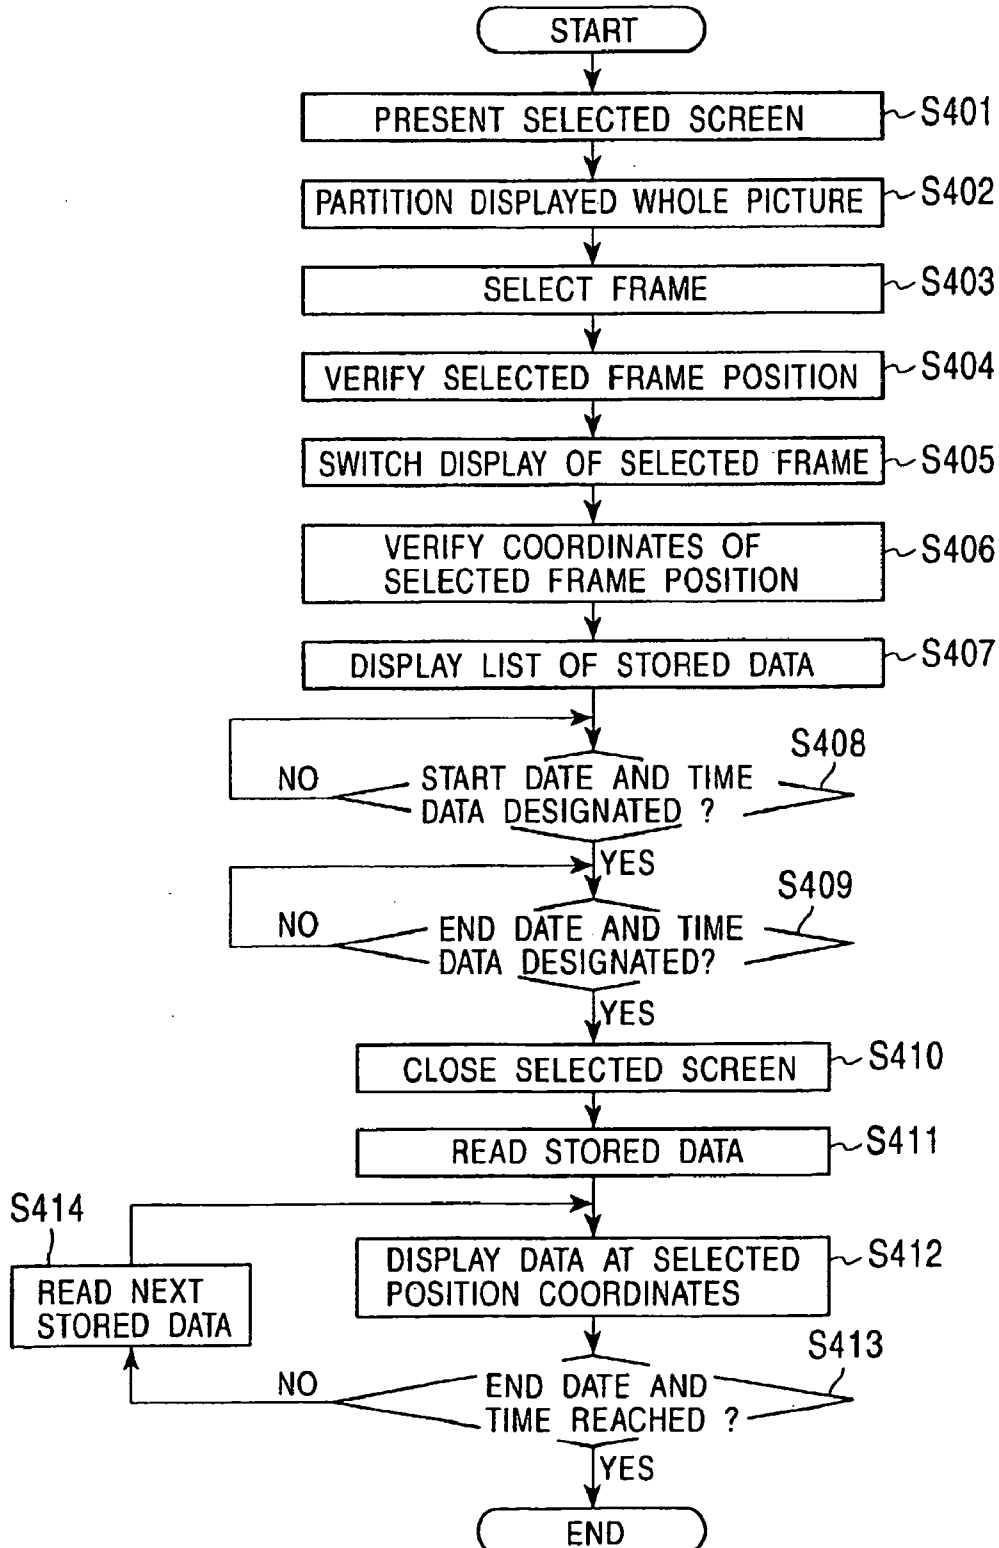 START
PRESENT SELECTED SCREEN
S401
PARTITION DISPLAYED WHOLE PICTURE
S402
SELECT FRAME
S403
VERIFY SELECTED FRAME POSITION
S404
SWITCH DISPLAY OF SELECTED FRAME
S405
VERIFY COORDINATES OF
SELECTED FRAME POSITION
S406
DISPLAY LIST OF STORED DATA
S407
S408
NO
START DATE AND TIME
DATA DESIGNATED ?
YES
S409
NO
END DATE AND TIME
DATA DESIGNATED?
YES
CLOSE SELECTED SCREEN
S410
READ STORED DATA
S411
S414
READ NEXT
STORED DATA
DISPLAY DATA AT SELECTED
POSITION COORDINATES
S412
S413
NO
END DATE AND
TIME REACHED ?
YES
END